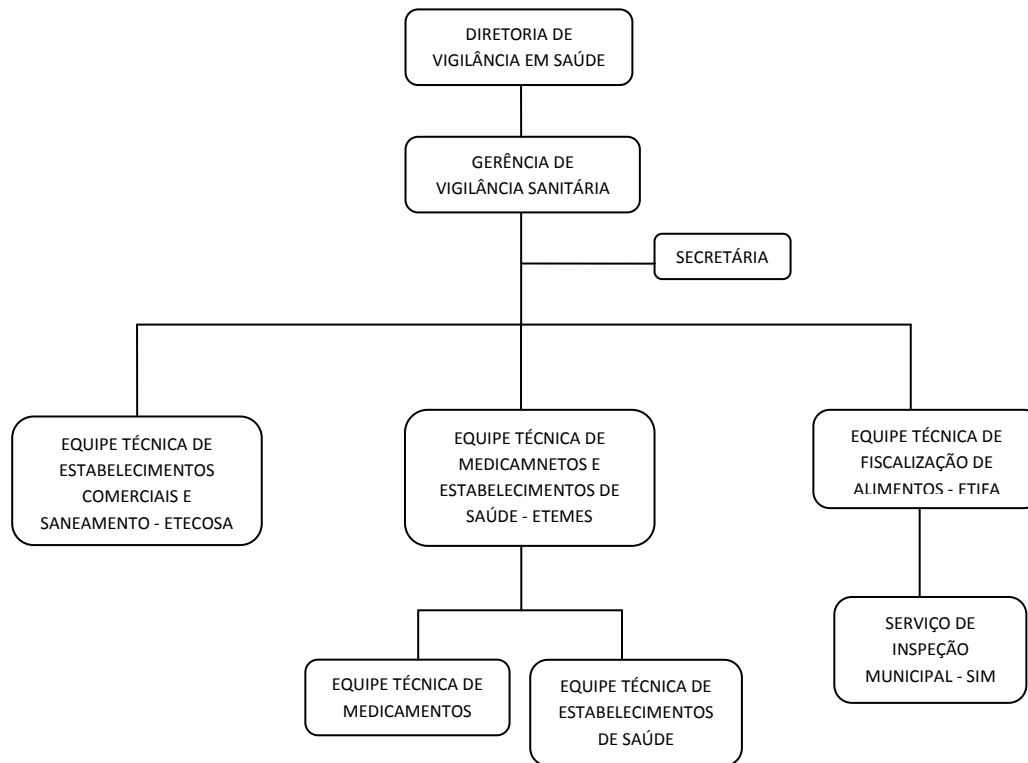 DIRETORIA DE
VIGILÂNCIA EM SAÚDE
GERÊNCIA DE
VIGILÂNCIA SANITÁRIA
SECRETÁRIA
EQUIPE TÉCNICA DE
ESTABELECIMENTOS
COMERCIAIS E
SANEAMENTO - ETECOSA
EQUIPE TÉCNICA DE
MEDICAMNETOS E
ESTABELECIMENTOS DE
SAÚDE - ETEMES
EQUIPE TÉCNICA DE
FISCALIZAÇÃO DE
ALIMENTOS - ETIFA
EQUIPE TÉCNICA DE
MEDICAMENTOS
EQUIPE TÉCNICA DE
ESTABELECIMENTOS
DE SAÚDE
SERVIÇO DE
INSPEÇÃO
MUNICIPAL - SIM